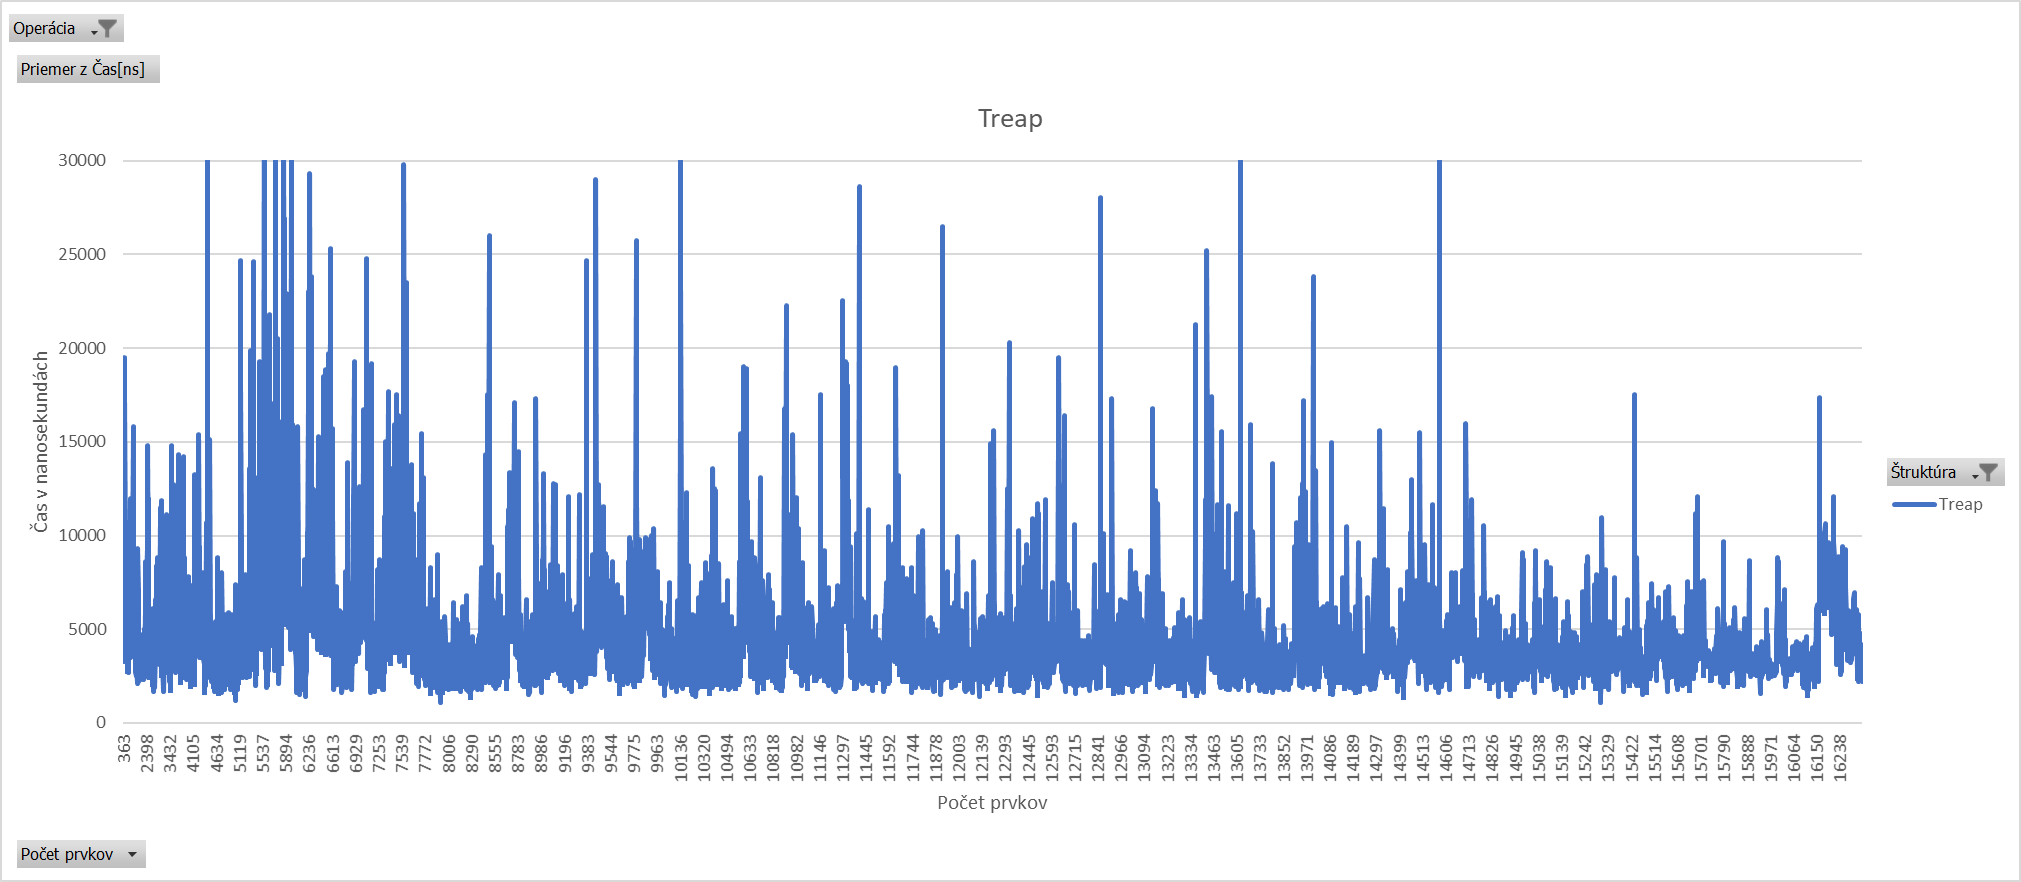 Operácia
Priemer z Čas[ns]
Treap
30000
25000
20000
15000
10000
5000
0
Čas v nanosekundách
363 2398 3432 4105 4634 5119 5537 5894 6236 6613 6929 7253 7539 7772 8006 8290 8555 8783 8986 9196 9383 9544 9775 9963 10136 10320 10494 10633 10818 10982 11146 11297 11445 11592 11744 11878 12003 12139 12293 12445 12593 12715 12841 12966 13094 13223 13334 13463 13605 13733 13852 13971 14086 14189 14297 14399 14513 14606 14713 14826 14945 15038 15139 15242 15329 15422 15514 15608 15701 15790 15888 15971 16064 16150 16238
Počet prvkov
Štruktúra
Treap
Počet prvkov